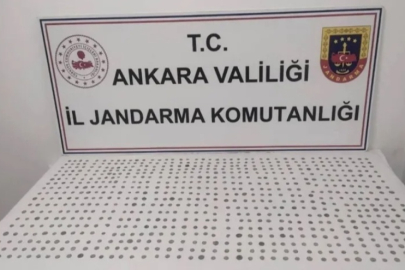 T.C.
ANKARA VALİLİĞİ
İL JANDARMA KOMUTANLIĞI